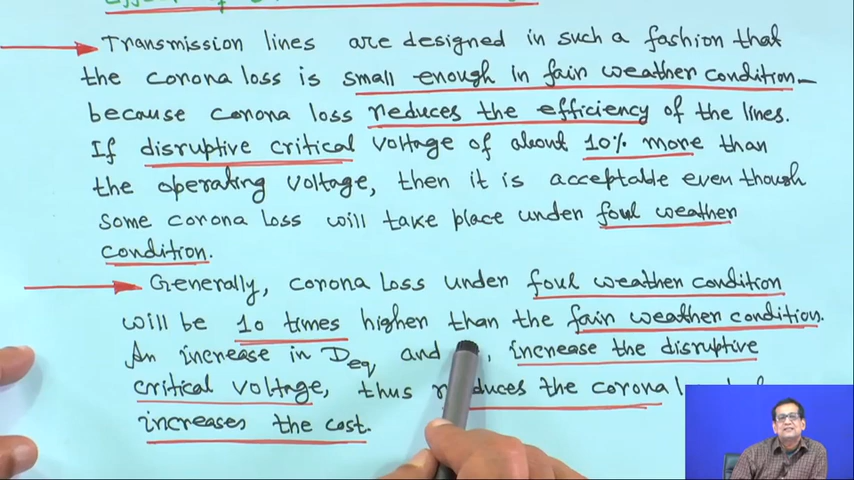 Transmission lines are designed in such a fashion that
the corona loss is small enough in fair weather condition
because corona loss reduces the efficiency of the lines.
If disruptive critical voltage of about 10% more than
the operating voltage, then it is acceptable even though
some corona loss will take place under foul weather
condition.
Generally, corona loss under foul weather condition
will be 10 times higher than the fair weather condition.
An increase in Deq and , increase the disruptive
critical voltage, thus reduces the corona
increases the cost.